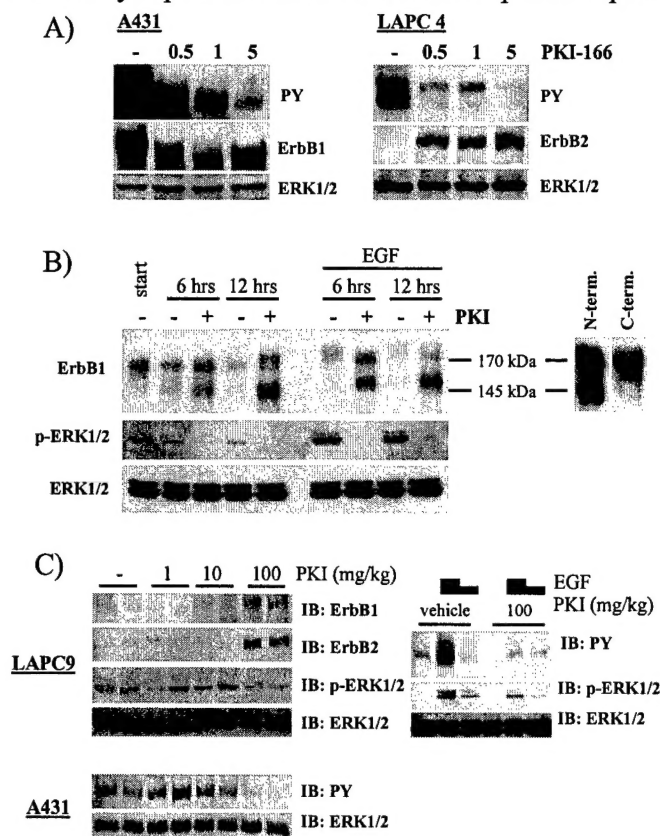 A)
A431
- 0.5 1 5
PY
ErbB1
ERK1/2
LAPC 4
- 0.5 1 5 PKI-166
PY
ErbB2
ERK1/2
B)
EGF
start 6 hrs 12 hrs 6 hrs 12 hrs N-term. C-term.
- - + - + - + - + PKI
ErbB1
170 kDa
145 kDa
p-ERK1/2
ERK1/2
C)
- 1 10 100 PKI (mg/kg)
LAPC9
IB: ErbB1
IB: ErbB2
IB: p-ERK1/2
IB: ERK1/2
EGF
vehicle 100 PKI (mg/kg)
IB: PY
IB: p-ERK1/2
IB: ERK1/2
A431
IB: PY
IB: ERK1/2